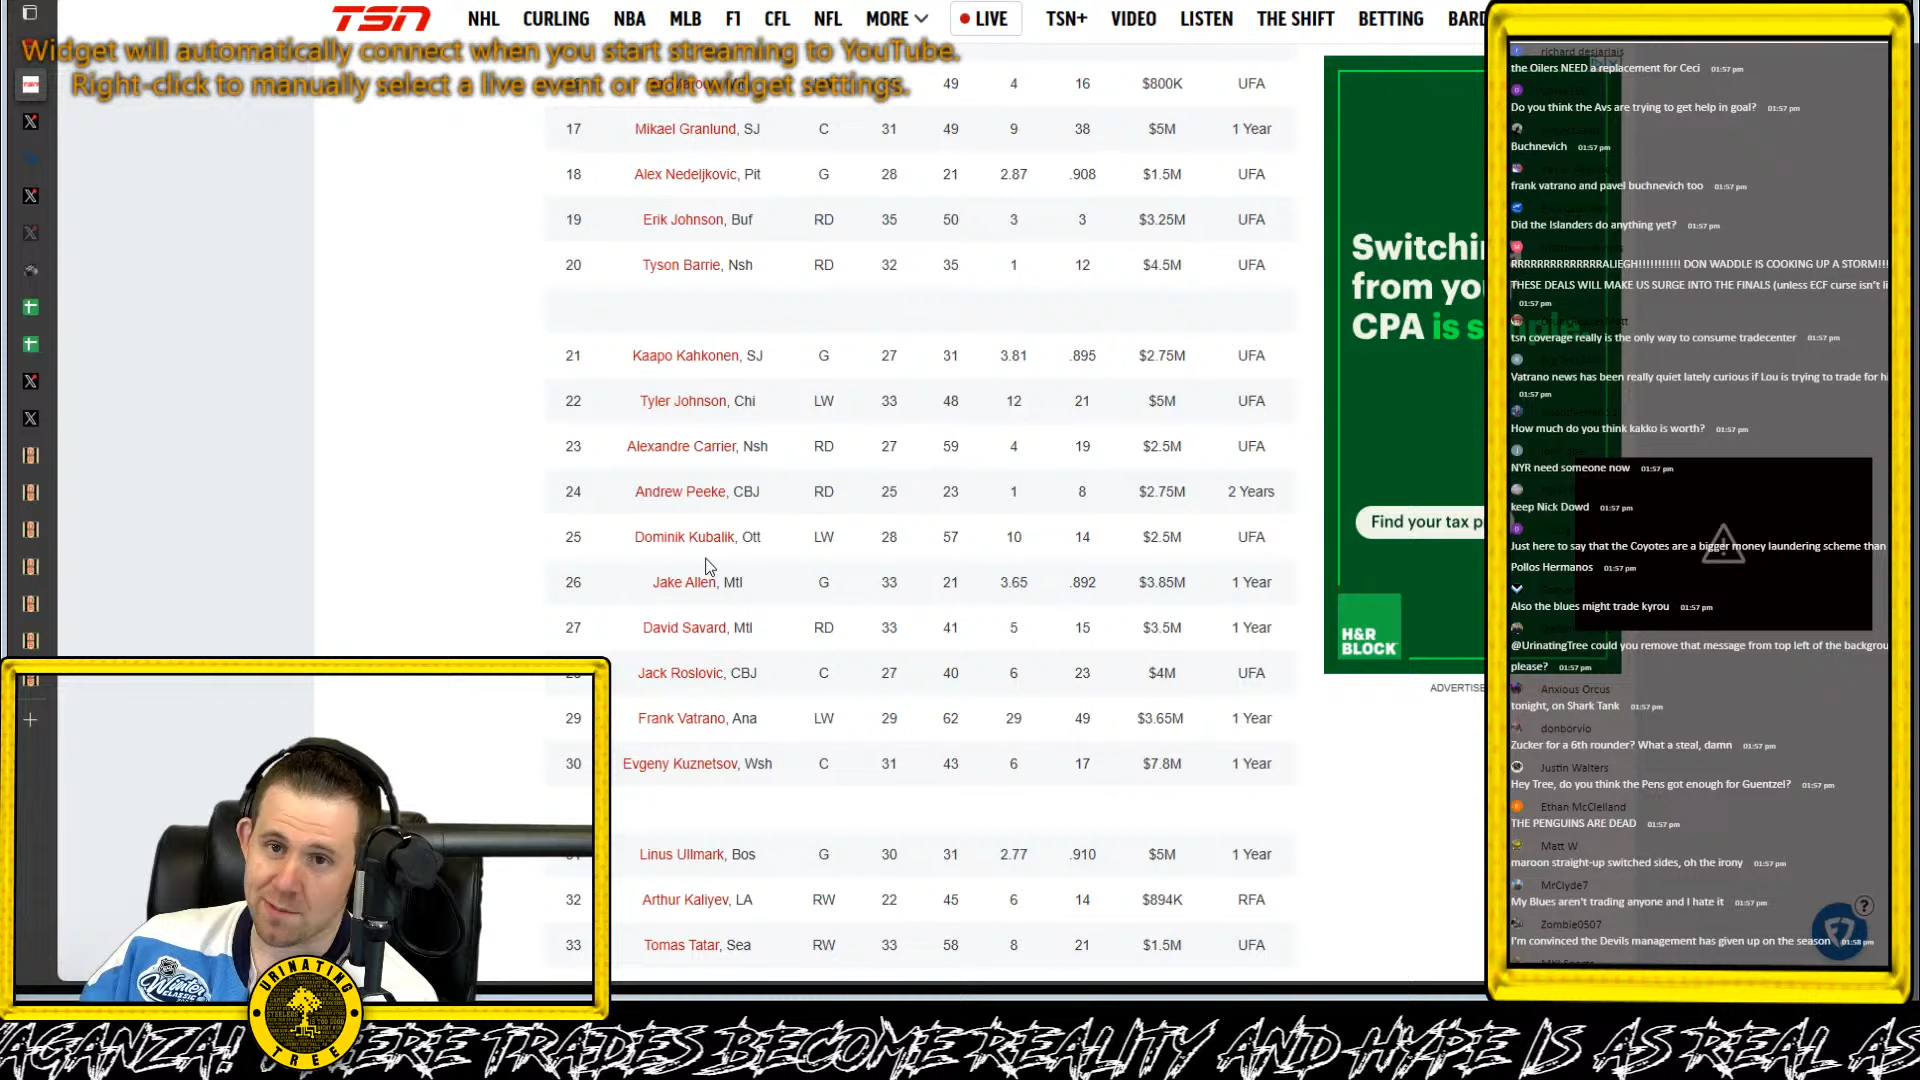 TSN NHL CURLING NBA MLB F1 CFL NFL MORE LIVE TSN+ VIDEO LISTEN THE SHIFT BETTING BARD
Widget will automatically connect when you start streaming to YouTube.
Right-click to manually select a live event or edit widget settings.
49 4 16 $800K UFA
17 Mikael Granlund, SJ C 31 49 9 38 $5M 1 Year
18 Alex Nedeljkovic, Pit G 28 21 2.87 .908 $1.5M UFA
19 Erik Johnson, Buf RD 35 50 3 3 $3.25M UFA
20 Tyson Barrie, Nsh RD 32 35 1 12 $4.5M UFA
21 Kaapo Kahkonen, SJ G 27 31 3.81 .895 $2.75M UFA
22 Tyler Johnson, Chi LW 33 48 12 21 $5M UFA
23 Alexandre Carrier, Nsh RD 27 59 4 19 $2.5M UFA
24 Andrew Peeke, CBJ RD 25 23 1 8 $2.75M 2 Years
25 Dominik Kubalik, Ott LW 28 57 10 14 $2.5M UFA
26 Jake Allen, Mtl G 33 21 3.65 .892 $3.85M 1 Year
27 David Savard, Mtl RD 33 41 5 15 $3.5M 1 Year
Jack Roslovic, CBJ C 27 40 6 23 $4M UFA
29 Frank Vatrano, Ana LW 29 62 29 49 $3.65M 1 Year
30 Evgeny Kuznetsov, Wsh C 31 43 6 17 $7.8M 1 Year
Linus Ullmark, Bos G 30 31 2.77 .910 $5M 1 Year
32 Arthur Kaliyev, LA RW 22 45 6 14 $894K RFA
33 Tomas Tatar, Sea RW 33 58 8 21 $1.5M UFA
Switchi
from yo
CPA is s
Find your tax p
H&R
BLOCK
ADVERTISE
richard desjarlais
the Oilers NEED a replacement for Ceci 01:57 pm
Do you think the Avs are trying to get help in goal? 01:57 pm
Buchnevich 01:57 pm
frank vatrano and pavel buchnevich too 01:57 pm
Did the Islanders do anything yet? 01:57 pm
RRRRRRRRRRRRRRALIEGH!!!!!!!!!!! DON WADDLE IS COOKING UP A STORM!!!
THESE DEALS WILL MAKE US SURGE INTO THE FINALS (unless ECF curse isn't li
01:57 pm
tsn coverage really is the only way to consume tradecenter 01:57 pm
Vatrano news has been really quiet lately curious if Lou is trying to trade for hi
01:57 pm
How much do you think kakko is worth? 01:57 pm
NYR need someone now 01:57 pm
keep Nick Dowd 01:57 pm
Just here to say that the Coyotes are a bigger money laundering scheme than
Pollos Hermanos 01:57 pm
Also the blues might trade kyrou 01:57 pm
@UrinatingTree could you remove that message from top left of the backgrou
please? 01:57 pm
Anxious Orcus
tonight, on Shark Tank 01:57 pm
donborvio
Zucker for a 6th rounder? What a steal, damn 01:57 pm
Justin Walters
Hey Tree, do you think the Pens got enough for Guentzel? 01:57 pm
Ethan McClelland
THE PENGUINS ARE DEAD 01:57 pm
Matt W
maroon straight-up switched sides, oh the irony 01:57 pm
MrClyde7
My Blues aren't trading anyone and I hate it 01:57 pm
Zombie0507
I'm convinced the Devils management has given up on the season 01:58 pm
Winter
Classic
URINATING
TREE
VAGANZA! WHERE TRADES BECOME REALITY AND HYPE IS AS REAL AS